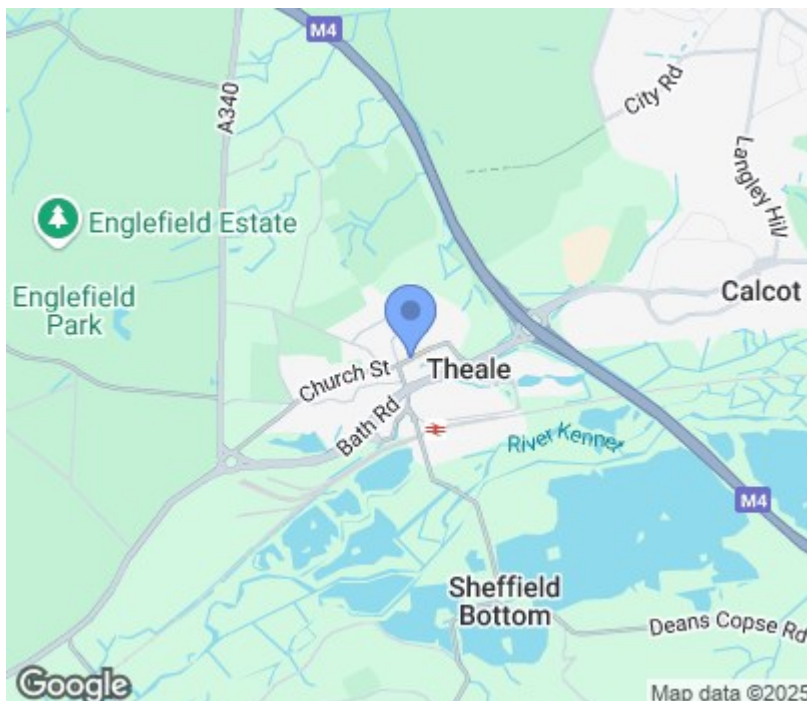 M4
City Rd
A340
Langley Hill
Englefield Estate
Englefield
Park
Calcot
Church St
Theale
Bath Rd
River Kennet
M4
Sheffield
Bottom
Deans Copse Rd
Google
Map data ©2025